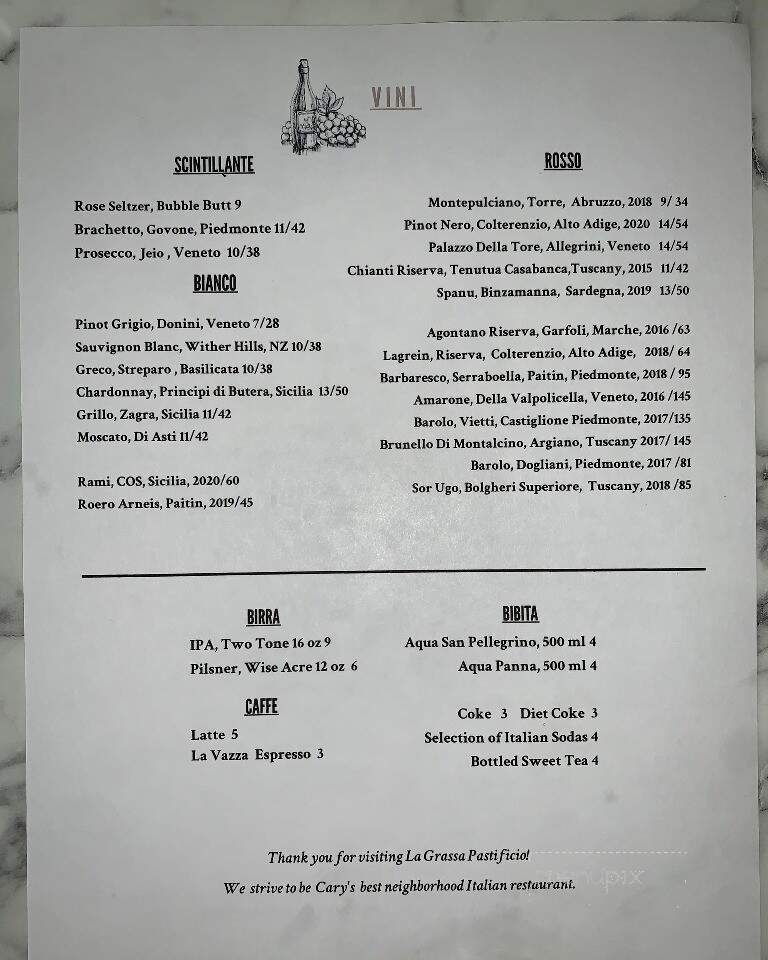 VINI
SCINTILLANTE
Rose Seltzer, Bubble Butt 9
Brachetto, Govone, Piedmonte 11/42
Prosecco, Jeio , Veneto 10/38
BIANCO
Pinot Grigio, Donini, Veneto 7/28
Sauvignon Blanc, Wither Hills, NZ 10/38
Greco, Streparo , Basilicata 10/38
Chardonnay, Principi di Butera, Sicilia 13/50
Grillo, Zagra, Sicilia 11/42
Moscato, Di Asti 11/42
Rami, COS, Sicilia, 2020/60
Roero Arneis, Paitin, 2019/45
ROSSO
Montepulciano, Torre, Abruzzo, 2018 9/ 34
Pinot Nero, Colterenzio, Alto Adige, 2020 14/54
Palazzo Della Tore, Allegrini, Veneto 14/54
Chianti Riserva, Tenutua Casabanca,Tuscany, 2015 11/42
Spanu, Binzamanna, Sardegna, 2019 13/50
Agontano Riserva, Garfoli, Marche, 2016 /63
Lagrein, Riserva, Colterenzio, Alto Adige, 2018/ 64
Barbaresco, Serraboella, Paitin, Piedmonte, 2018 / 95
Amarone, Della Valpolicella, Veneto, 2016 /145
Barolo, Vietti, Castiglione Piedmonte, 2017/135
Brunello Di Montalcino, Argiano, Tuscany 2017/ 145
Barolo, Dogliani, Piedmonte, 2017 /81
Sor Ugo, Bolgheri Superiore, Tuscany, 2018 /85
BIRRA
IPA, Two Tone 16 oz 9
Pilsner, Wise Acre 12 oz 6
CAFFE
Latte 5
La Vazza Espresso 3
BIBITA
Aqua San Pellegrino, 500 ml 4
Aqua Panna, 500 ml 4
Coke 3 Diet Coke 3
Selection of Italian Sodas 4
Bottled Sweet Tea 4
Thank you for visiting La Grassa Pastificio!
We strive to be Cary's best neighborhood Italian restaurant.